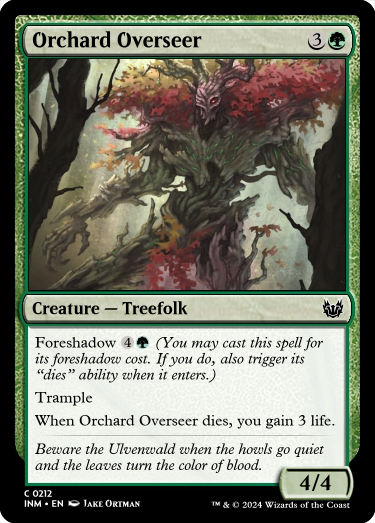 Orchard Overseer 3
Creature — Treefolk
Foreshadow 4 (You may cast this spell for
its foreshadow cost. If you do, also trigger its
“dies” ability when it enters.)
Trample
When Orchard Overseer dies, you gain 3 life.
Beware the Ulvenwald when the howls go quiet
and the leaves turn the color of blood.
4/4
C 0212
INM • EN Jake Ortman ™ & © 2024 Wizards of the Coast